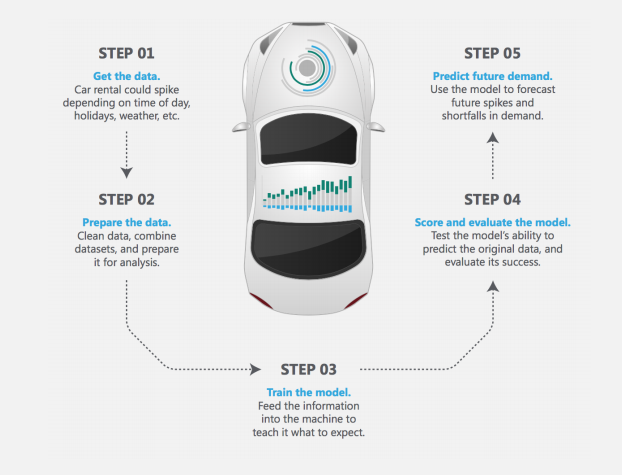 STEP 01
Get the data.
Car rental could spike
depending on time of day,
holidays, weather, etc.
STEP 02
Prepare the data.
Clean data, combine
datasets, and prepare
it for analysis.
STEP 03
Train the model.
Feed the information
into the machine to
teach it what to expect.
STEP 04
Score and evaluate the model.
Test the model's ability to
predict the original data, and
evaluate its success.
STEP 05
Predict future demand.
Use the model to forecast
future spikes and
shortfalls in demand.